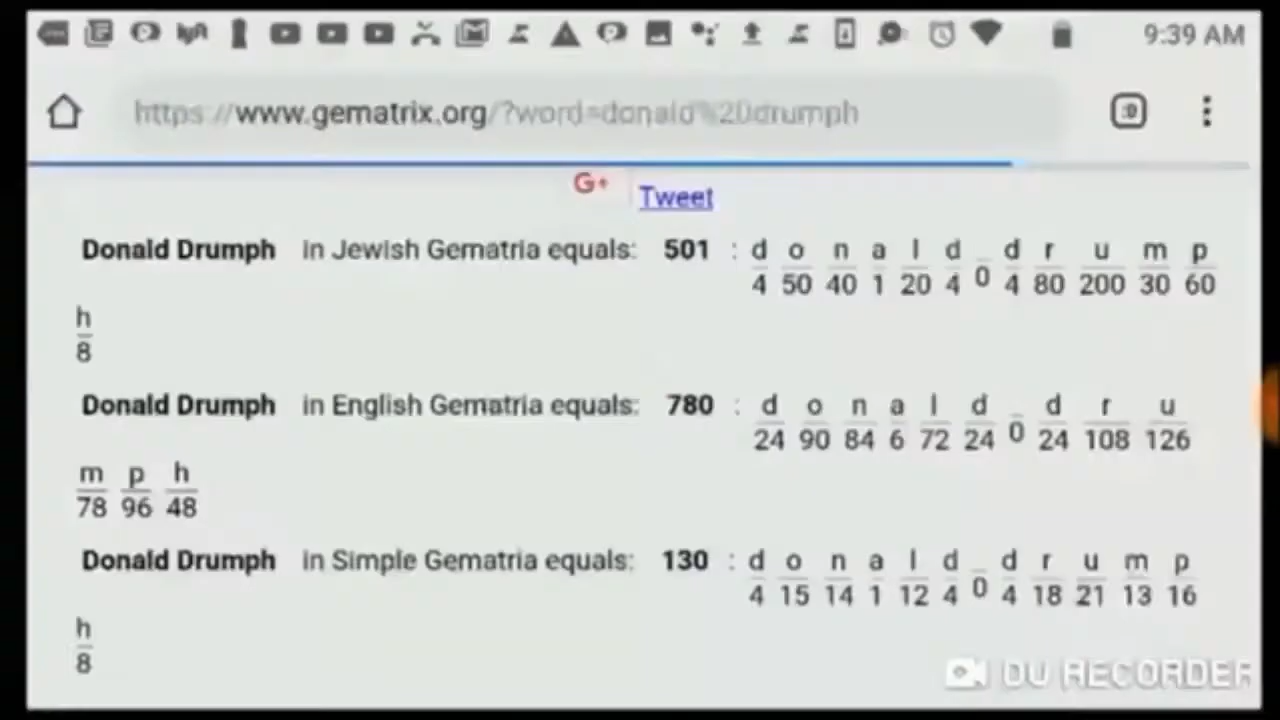 9:39 AM
https://www.gematrix.org/?word=donald%20drumph
:D
G+ Tweet
Donald Drumph in Jewish Gematria equals: 501 : d o n a l d _ d r u m p
4 50 40 1 20 4 0 4 80 200 30 60
h
8
Donald Drumph in English Gematria equals: 780 : d o n a l d _ d r u
24 90 84 6 72 24 0 24 108 126
m p h
78 96 48
Donald Drumph in Simple Gematria equals: 130 : d o n a l d _ d r u m p
4 15 14 1 12 4 0 4 18 21 13 16
h
8
DU RECORDER